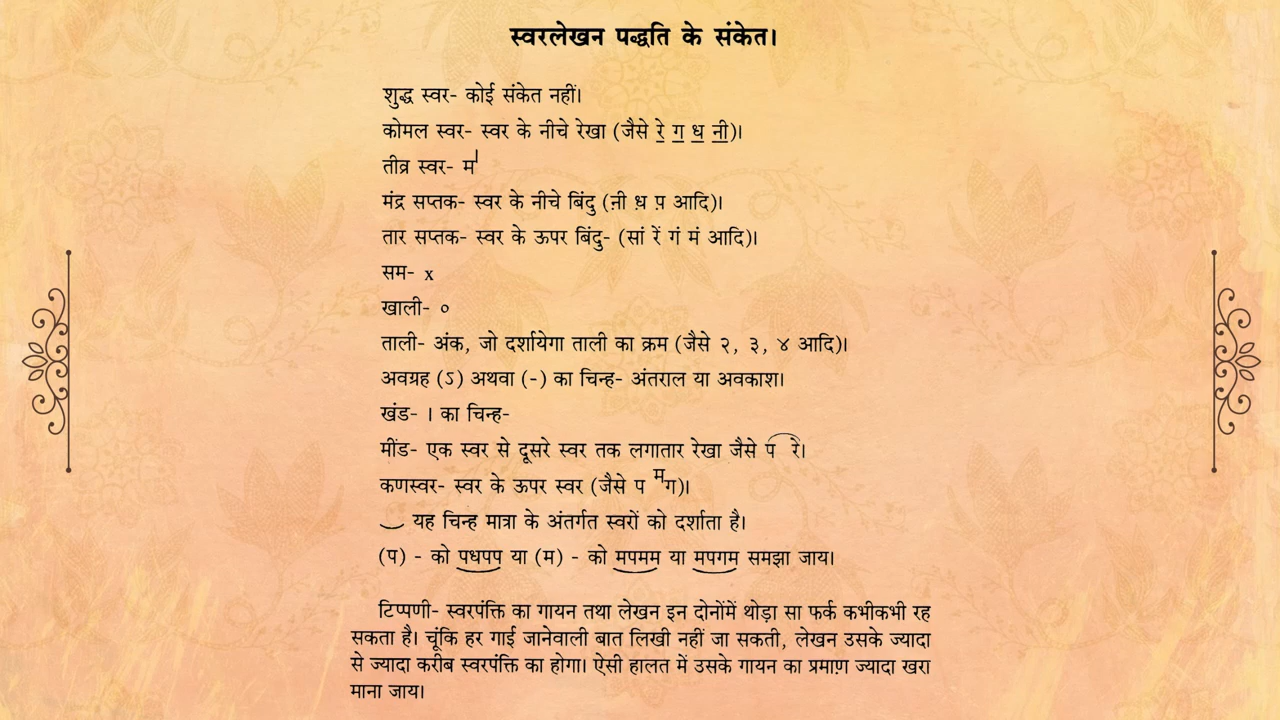 स्वरलेखन पद्धति के संकेत।
शुद्ध स्वर- कोई संकेत नहीं।
कोमल स्वर- स्वर के नीचे रेखा (जैसे रे॒ ग॒ ध॒ नी॒)।
तीव्र स्वर- म॑
मंद्र सप्तक- स्वर के नीचे बिंदु (ऩी ध़ प़ आदि)।
तार सप्तक- स्वर के ऊपर बिंदु- (सां रें गं मं आदि)।
सम- x
खाली- ०
ताली- अंक, जो दर्शायेगा ताली का क्रम (जैसे २, ३, ४ आदि)।
अवग्रह (ऽ) अथवा (-) का चिन्ह- अंतराल या अवकाश।
खंड- । का चिन्ह-
मींड- एक स्वर से दूसरे स्वर तक लगातार रेखा जैसे प रे।
कणस्वर- स्वर के ऊपर स्वर (जैसे प मग)।
‿ यह चिन्ह मात्रा के अंतर्गत स्वरों को दर्शाता है।
(प) - को पधपप या (म) - को मपमम या मपगम समझा जाय।
टिप्पणी- स्वरपंक्ति का गायन तथा लेखन इन दोनोंमें थोड़ा सा फर्क कभीकभी रह
सकता है। चूंकि हर गाई जानेवाली बात लिखी नहीं जा सकती, लेखन उसके ज्यादा
से ज्यादा करीब स्वरपंक्ति का होगा। ऐसी हालत में उसके गायन का प्रमाण़ ज्यादा खरा
माना जाय।